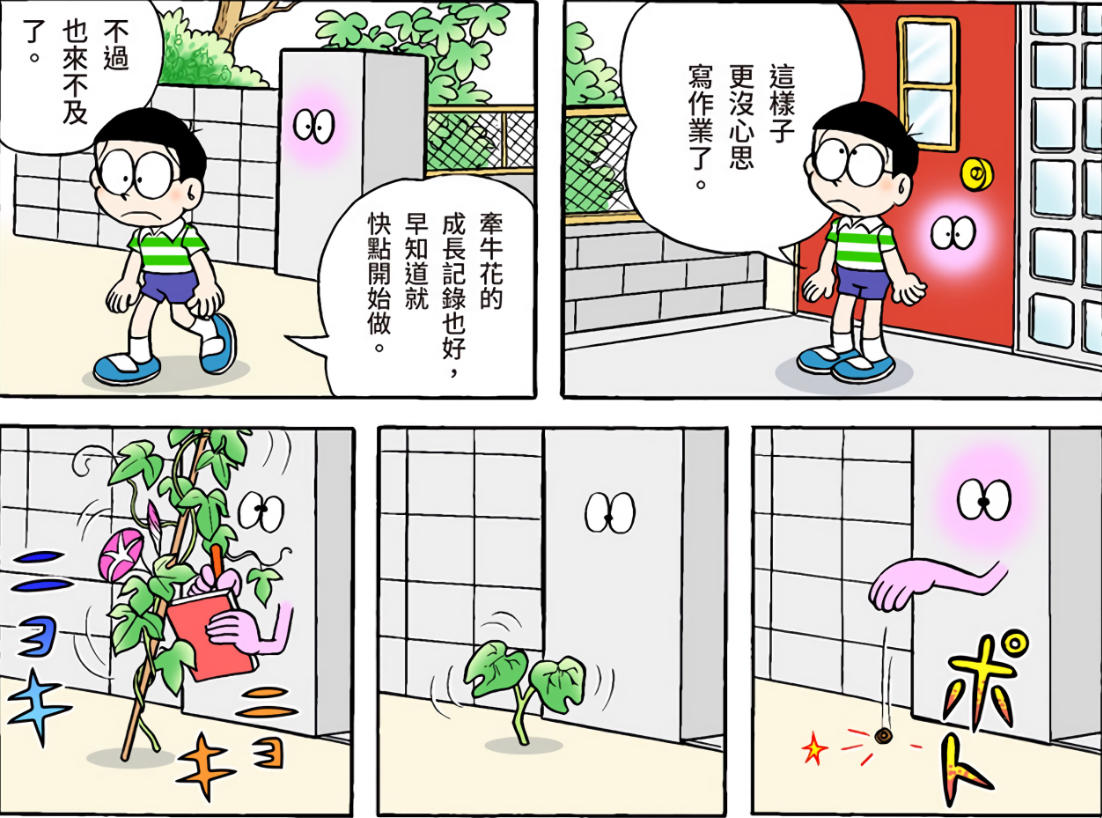 這樣子
更沒心思
寫作業了。
牽牛花的
成長記錄也好，
早知道就
快點開始做。
不過
也來不及
了。
ポト
ニョキ
ニョキ